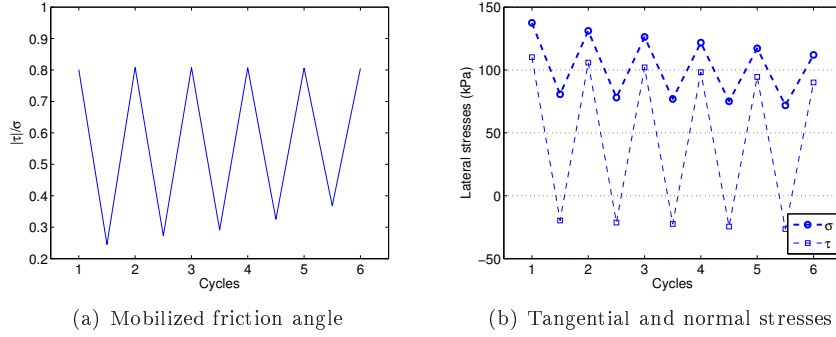 1
0.9
0.8
0.7
0.6
0.5
0.4
0.3
0.2
|τ|/σ
1 2 3 4 5 6
Cycles
(a) Mobilized friction angle
150
100
50
0
−50
Lateral stresses (kPa)
1 2 3 4 5 6
Cycles
σ
τ
(b) Tangential and normal stresses